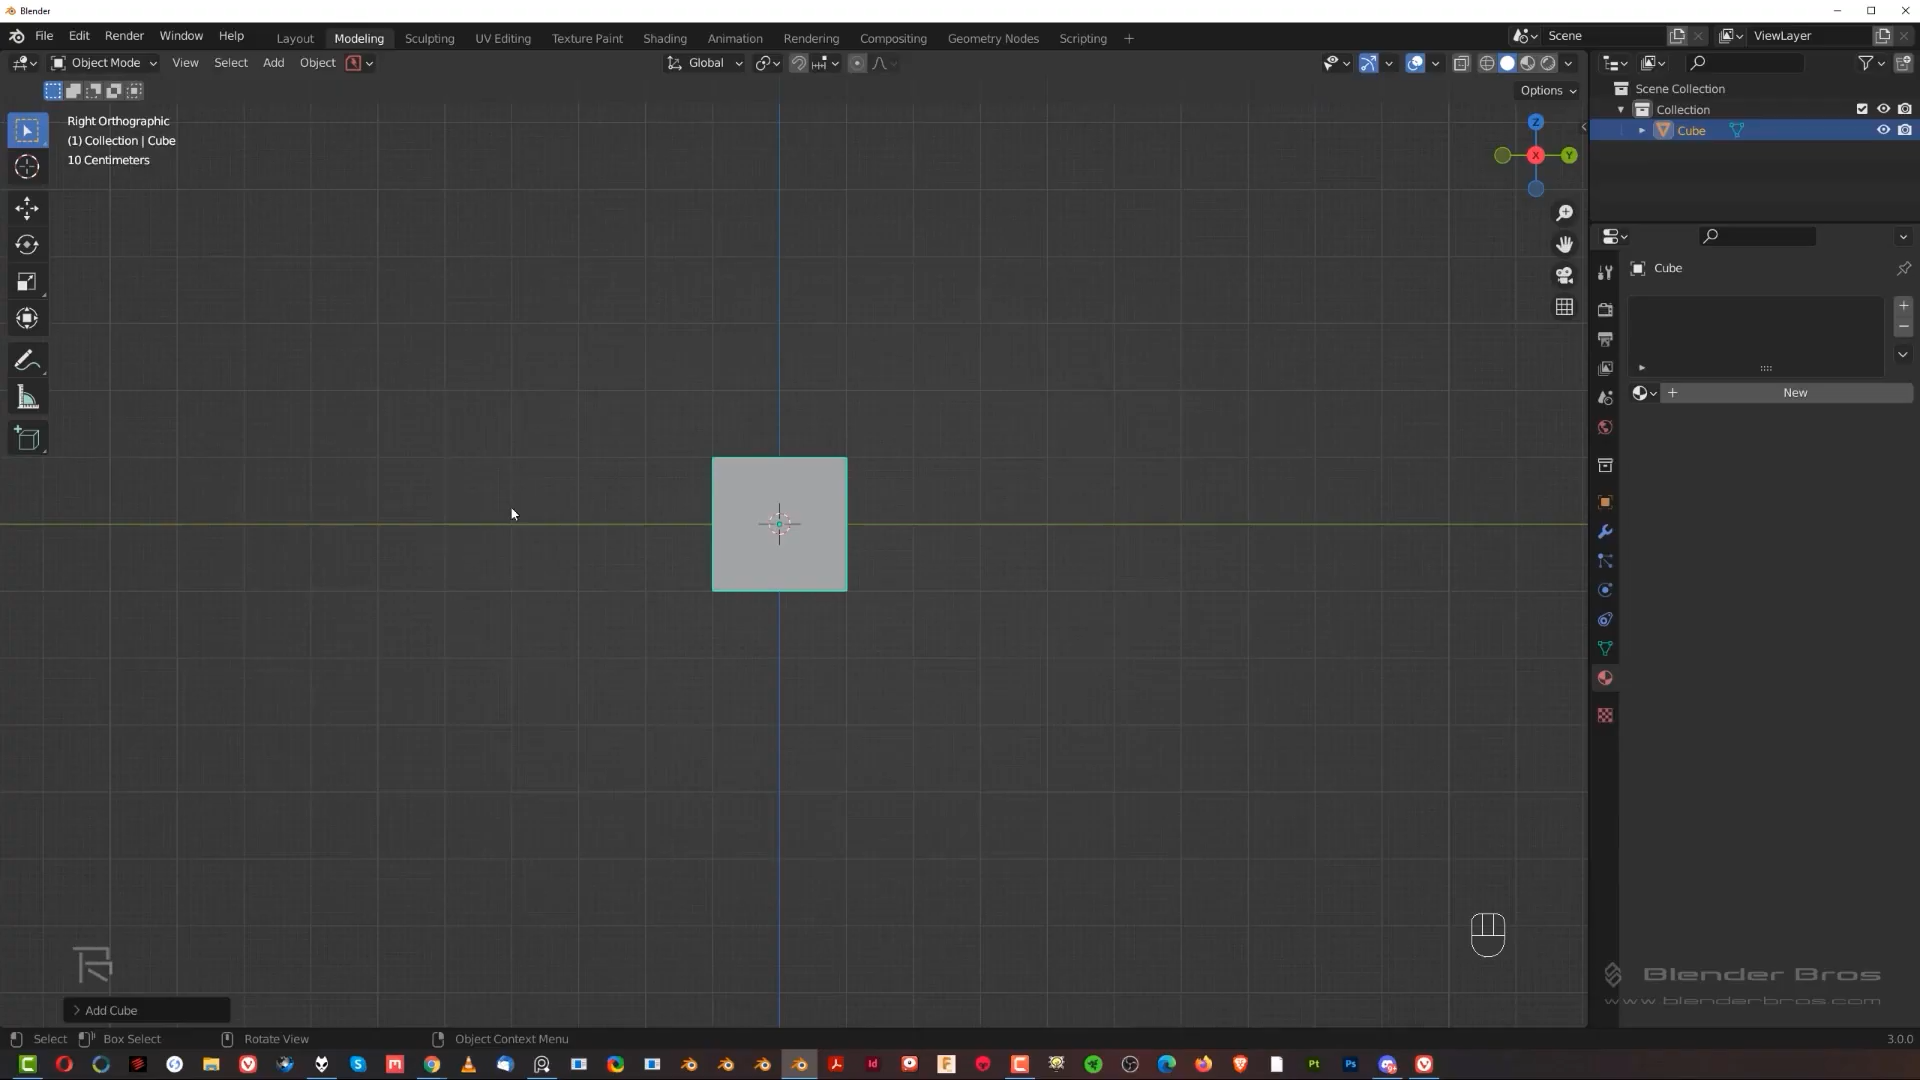 Blender
File Edit Render Window Help Layout Modeling Sculpting UV Editing Texture Paint Shading Animation Rendering Compositing Geometry Nodes Scripting + Scene ViewLayer
Object Mode View Select Add Object Global
Options
Right Orthographic
(1) Collection | Cube
10 Centimeters
Z
X
Y
Scene Collection
Collection
Cube
Cube
New
Add Cube
Blender Bros
www.blenderbros.com
Select Box Select Rotate View Object Context Menu 3.0.0
Id Pt Ps